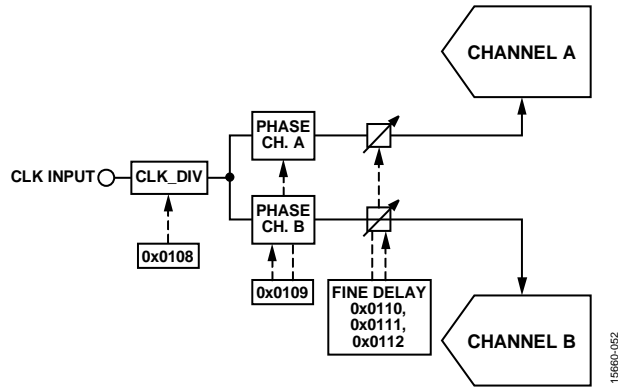 CHANNEL A
PHASE
CH. A
CLK INPUT
CLK_DIV
PHASE
CH. B
0x0108
0x0109
FINE DELAY
0x0110,
0x0111,
0x0112
CHANNEL B
15660-052